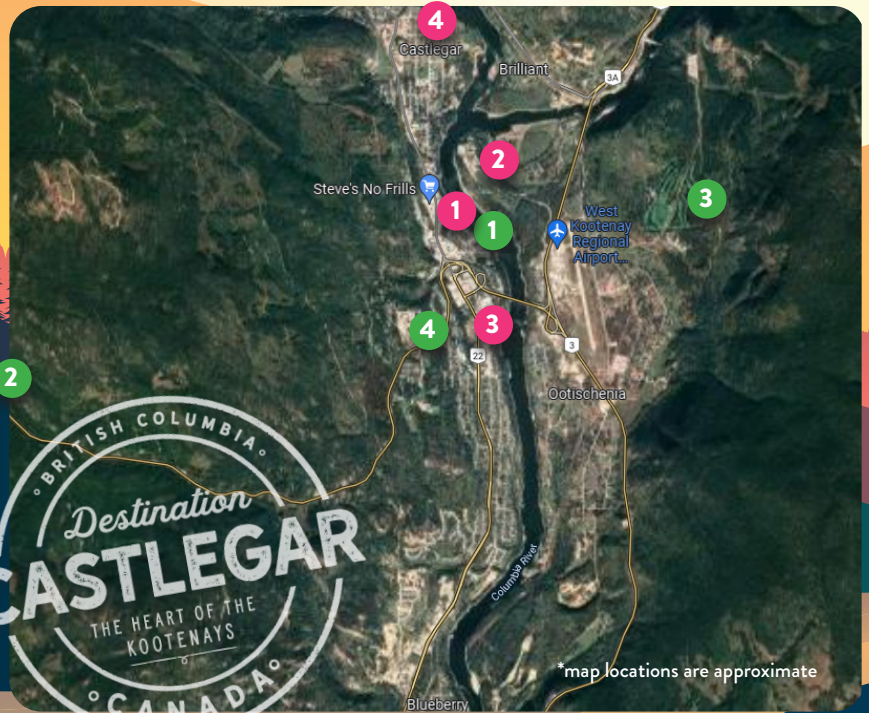 4
Castlegar
Brilliant
3A
2
Steve's No Frills
1
1
3
West
Kootenay
Regional
Airport...
4
3
22
3
2
Ootischenia
BRITISH COLUMBIA
Destination
CASTLEGAR
THE HEART OF THE
KOOTENAYS
CANADA
Columbia River
*map locations are approximate
Blueberry